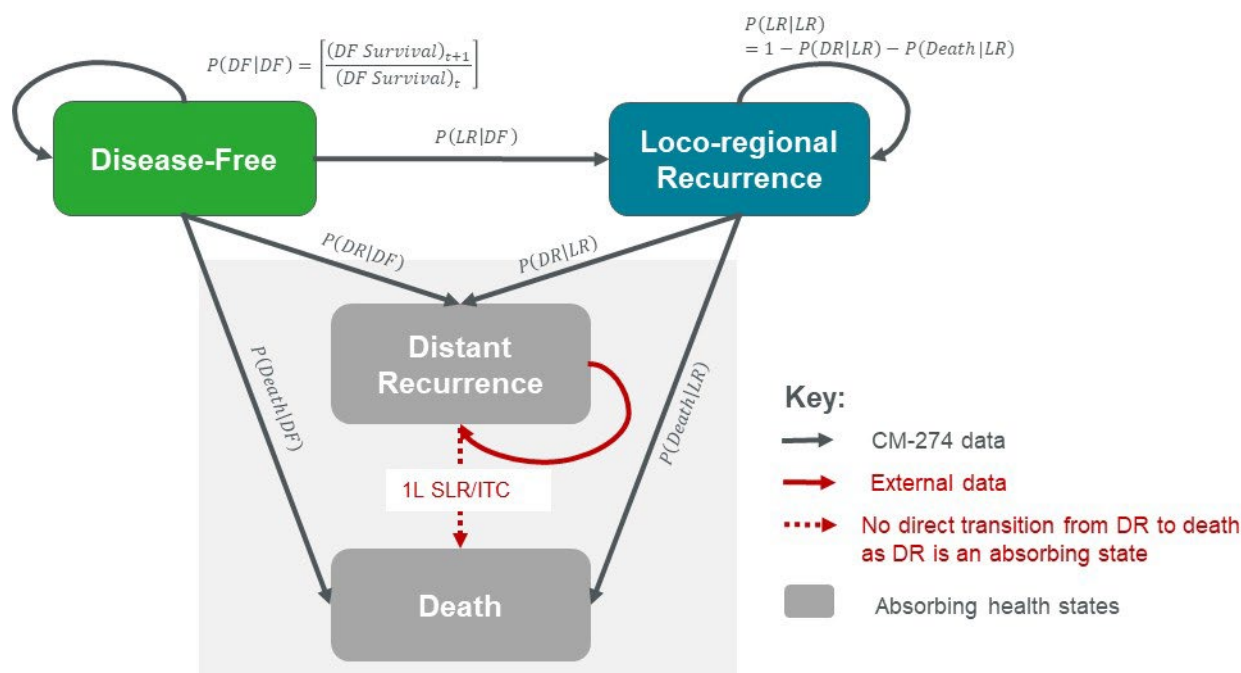 P(LR|LR)
= 1 − P(DR|LR) − P(Death|LR)
P(DF|DF) = [(DF Survival)t+1 / (DF Survival)t]
Disease-Free
P(LR|DF)
Loco-regional
Recurrence
P(DR|DF)
P(DR|LR)
Distant
Recurrence
P(Death|DF)
P(Death|LR)
1L SLR/ITC
Death
Key:
CM-274 data
External data
No direct transition from DR to death
as DR is an absorbing state
Absorbing health states